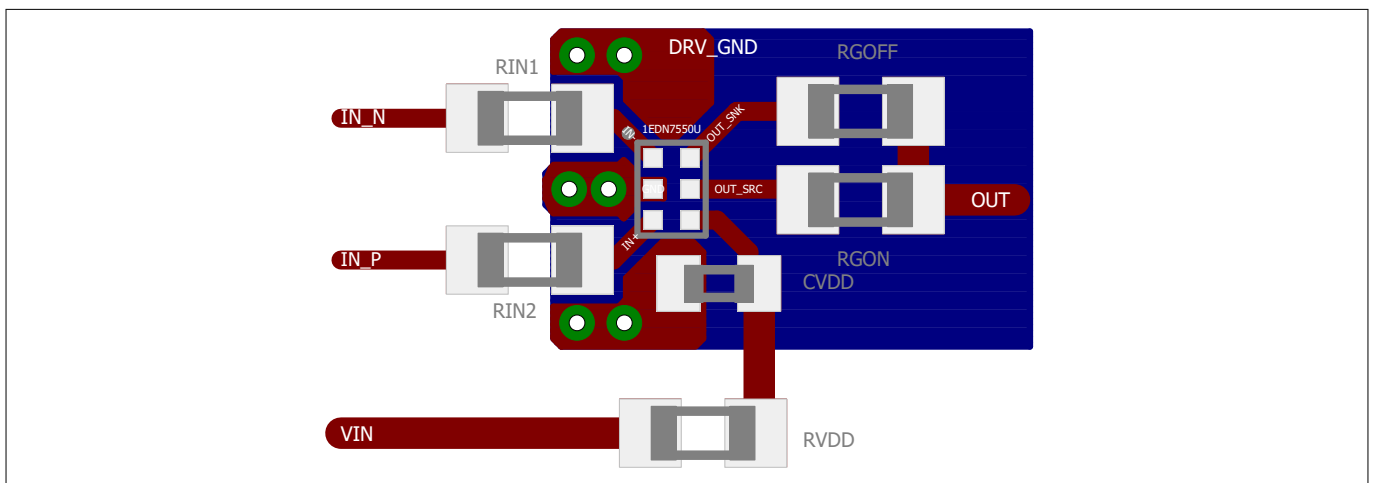 DRV_GND
RGOFF
RIN1
IN_N
IN-
1EDN7550U
OUT_SNK
GND
OUT_SRC
OUT
IN+
IN_P
RGON
CVDD
RIN2
VIN
RVDD